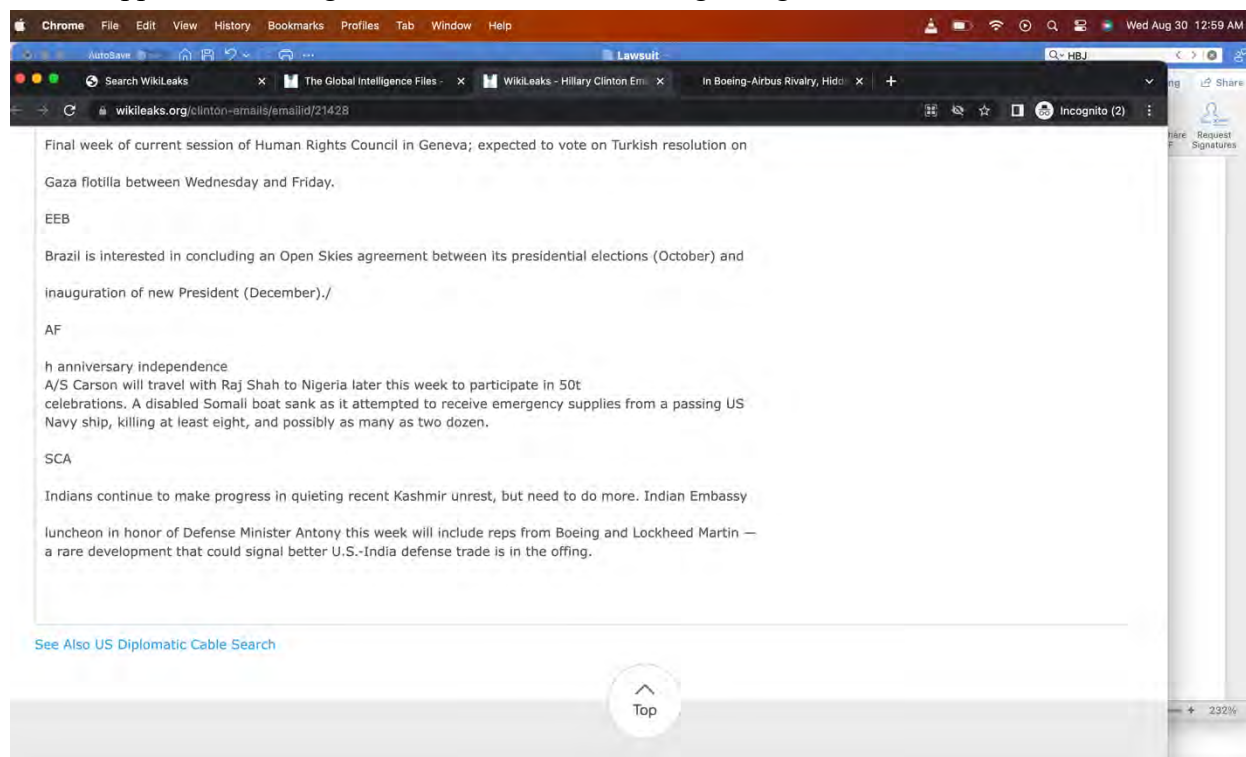 Chrome File Edit View History Bookmarks Profiles Tab Window Help Wed Aug 30 12:59 AM
AutoSave ... Lawsuit HBJ
Search WikiLeaks The Global Intelligence Files - WikiLeaks - Hillary Clinton Em In Boeing-Airbus Rivalry, Hidd + Share
wikileaks.org/clinton-emails/emailid/21428 Incognito (2)
Request
Signatures
Final week of current session of Human Rights Council in Geneva; expected to vote on Turkish resolution on
Gaza flotilla between Wednesday and Friday.
EEB
Brazil is interested in concluding an Open Skies agreement between its presidential elections (October) and
inauguration of new President (December)./
AF
h anniversary independence
A/S Carson will travel with Raj Shah to Nigeria later this week to participate in 50t
celebrations. A disabled Somali boat sank as it attempted to receive emergency supplies from a passing US
Navy ship, killing at least eight, and possibly as many as two dozen.
SCA
Indians continue to make progress in quieting recent Kashmir unrest, but need to do more. Indian Embassy
luncheon in honor of Defense Minister Antony this week will include reps from Boeing and Lockheed Martin —
a rare development that could signal better U.S.-India defense trade is in the offing.
See Also US Diplomatic Cable Search
Top
232%